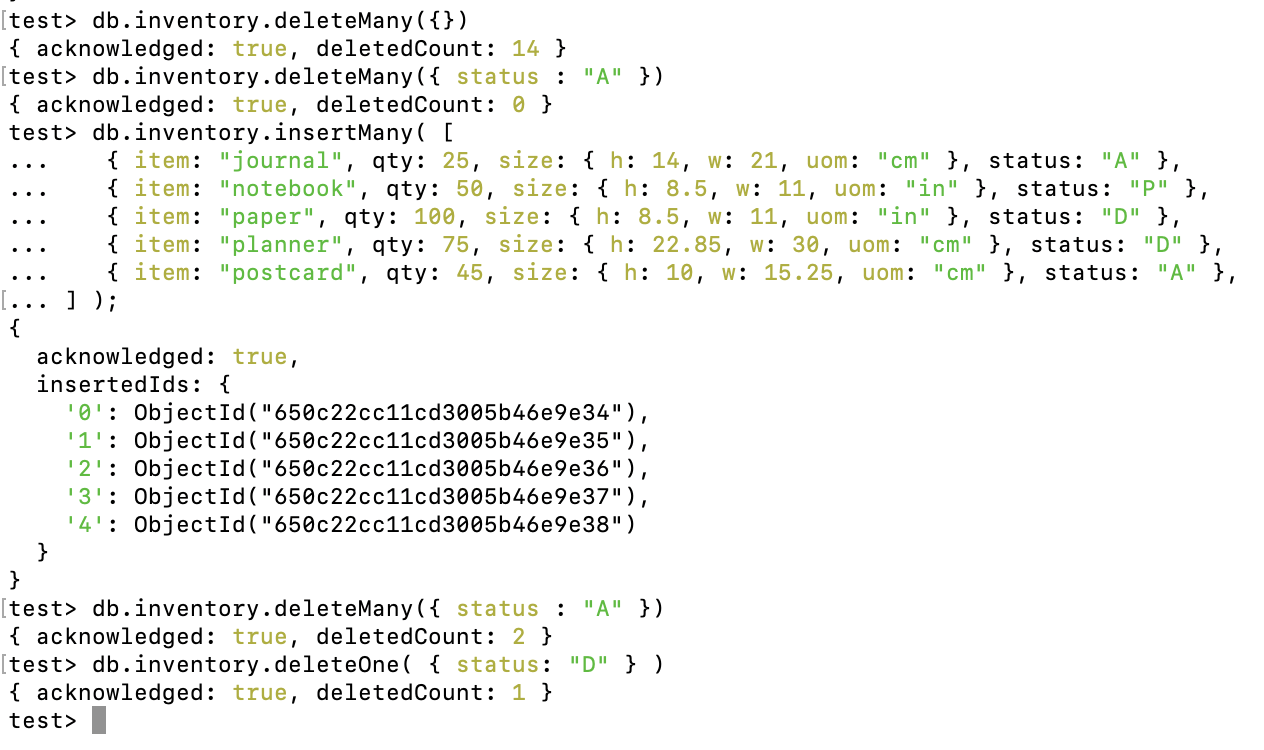 [test> db.inventory.deleteMany({})
{ acknowledged: true, deletedCount: 14 }
[test> db.inventory.deleteMany({ status : "A" })
{ acknowledged: true, deletedCount: 0 }
test> db.inventory.insertMany( [
...    { item: "journal", qty: 25, size: { h: 14, w: 21, uom: "cm" }, status: "A" },
...    { item: "notebook", qty: 50, size: { h: 8.5, w: 11, uom: "in" }, status: "P" },
...    { item: "paper", qty: 100, size: { h: 8.5, w: 11, uom: "in" }, status: "D" },
...    { item: "planner", qty: 75, size: { h: 22.85, w: 30, uom: "cm" }, status: "D" },
...    { item: "postcard", qty: 45, size: { h: 10, w: 15.25, uom: "cm" }, status: "A" },
[... ] );
{
  acknowledged: true,
  insertedIds: {
    '0': ObjectId("650c22cc11cd3005b46e9e34"),
    '1': ObjectId("650c22cc11cd3005b46e9e35"),
    '2': ObjectId("650c22cc11cd3005b46e9e36"),
    '3': ObjectId("650c22cc11cd3005b46e9e37"),
    '4': ObjectId("650c22cc11cd3005b46e9e38")
  }
}
[test> db.inventory.deleteMany({ status : "A" })
{ acknowledged: true, deletedCount: 2 }
[test> db.inventory.deleteOne( { status: "D" } )
{ acknowledged: true, deletedCount: 1 }
test>